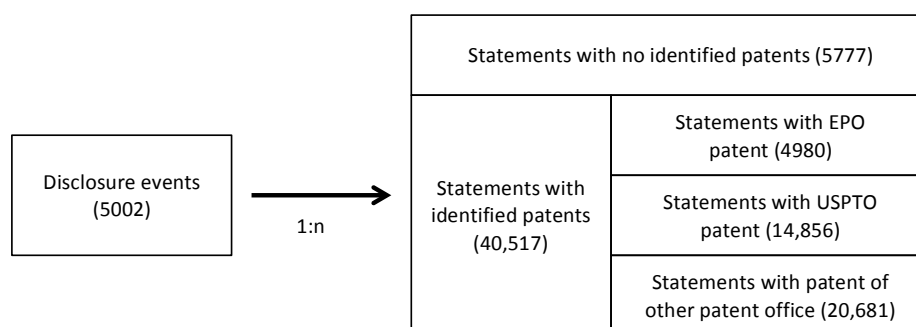 Statements with no identified patents (5777)
Disclosure events
(5002)
1:n
Statements with
identified patents
(40,517)
Statements with EPO
patent (4980)
Statements with USPTO
patent (14,856)
Statements with patent of
other patent office (20,681)